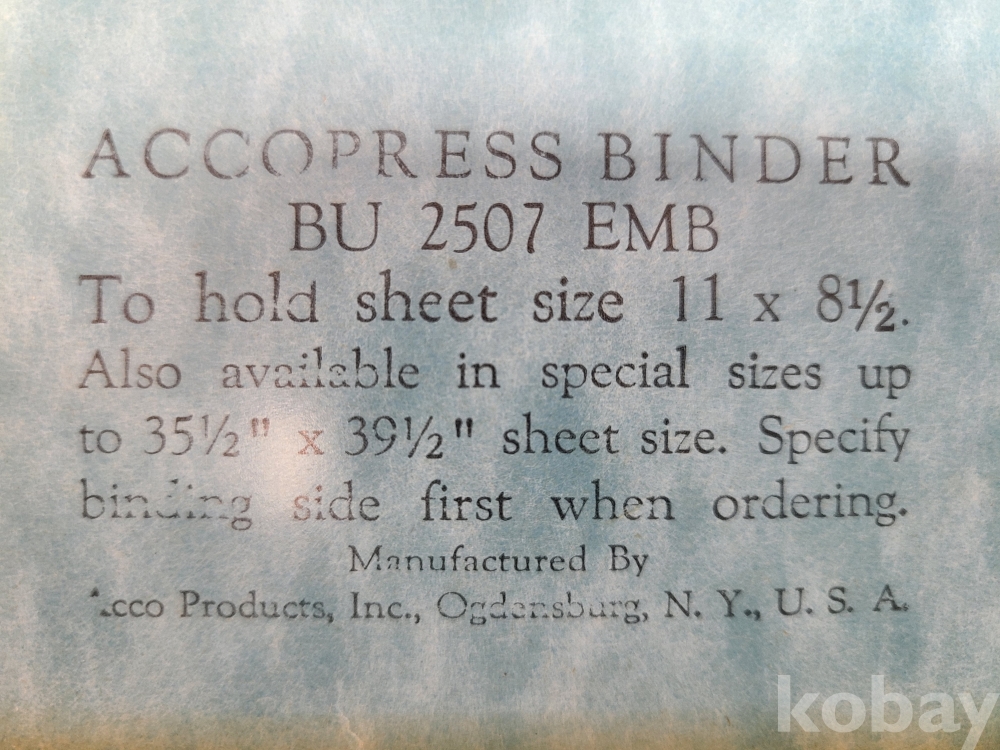 ACCOPRESS BINDER
BU 2507 EMB
To hold sheet size 11 x 8½.
Also available in special sizes up
to 35½" x 39½" sheet size. Specify
binding side first when ordering.
Manufactured By
Acco Products, Inc., Ogdensburg, N. Y., U. S. A.
kobay